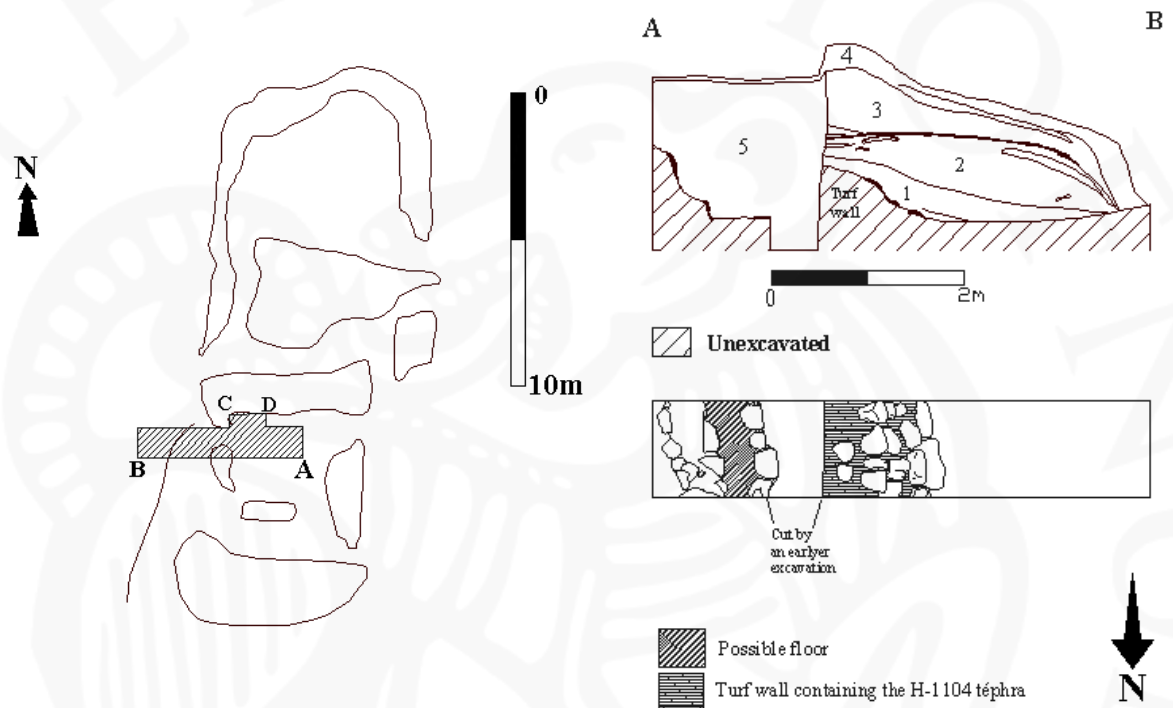 N
0
10m
C
D
B
A
A
B
4
3
5
2
Turf
wall
1
0
2m
Unexcavated
Cut by
an earlyer
excavation
Possible floor
Turf wall containing the H-1104 téphra
N